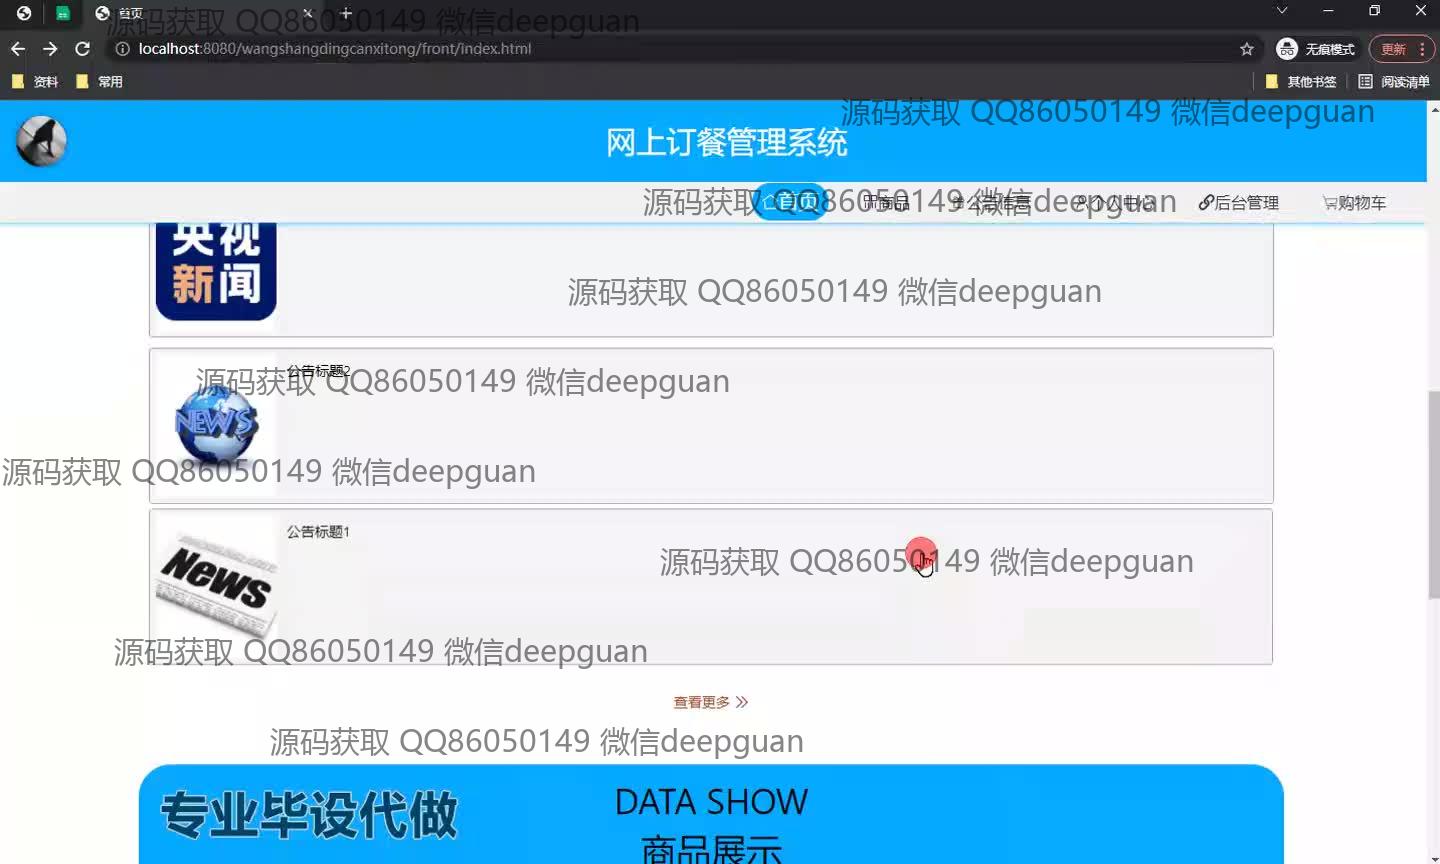 首页
源码获取 QQ86050149 微信deepguan
localhost:8080/wangshangdingcanxitong/front/index.html
无痕模式
更新
资料
常用
其他书签
阅读清单
源码获取 QQ86050149 微信deepguan
网上订餐管理系统
首页
商品
公告信息
个人中心
后台管理
购物车
源码获取 QQ86050149 微信deepguan
央视
新闻
源码获取 QQ86050149 微信deepguan
公告标题2
源码获取 QQ86050149 微信deepguan
NEWS
源码获取 QQ86050149 微信deepguan
公告标题1
News
源码获取 QQ86050149 微信deepguan
源码获取 QQ86050149 微信deepguan
查看更多
源码获取 QQ86050149 微信deepguan
专业毕设代做
DATA SHOW
商品展示